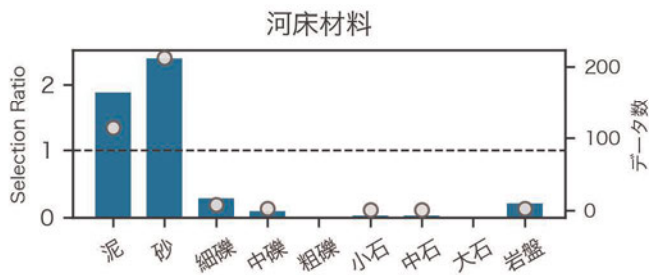 河床材料
Selection Ratio
2
1
0
200
100
0
データ数
泥
砂
細礫
中礫
粗礫
小石
中石
大石
岩盤